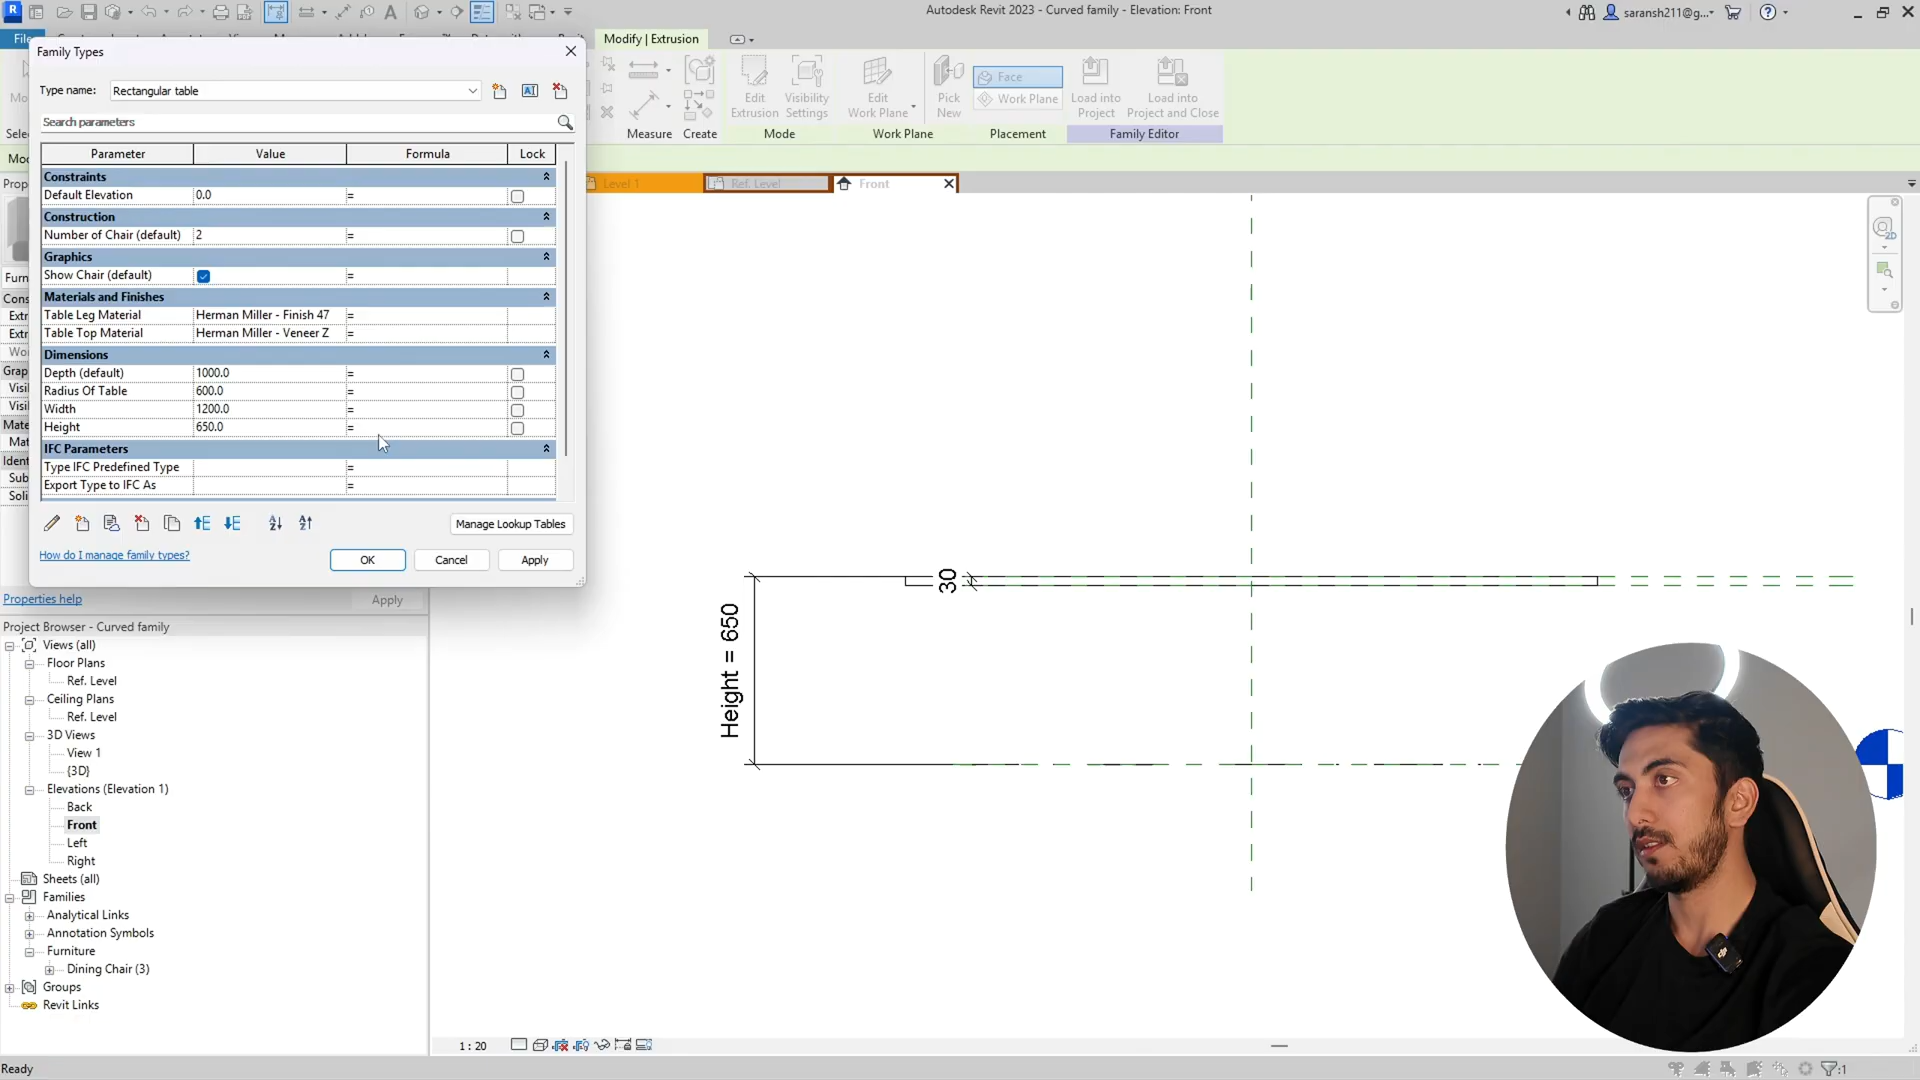 Autodesk Revit 2023 - Curved family - Elevation: Front
saransh211@g...
File
Modify | Extrusion
Family Types
Type name:
Rectangular table
Search parameters
Parameter
Value
Formula
Lock
Constraints
Default Elevation
0.0
=
Construction
Number of Chair (default)
2
=
Graphics
Show Chair (default)
=
Materials and Finishes
Table Leg Material
Herman Miller - Finish 47
=
Table Top Material
Herman Miller - Veneer Z
=
Dimensions
Depth (default)
1000.0
=
Radius Of Table
600.0
=
Width
1200.0
=
Height
650.0
=
IFC Parameters
Type IFC Predefined Type
=
Export Type to IFC As
=
Manage Lookup Tables
How do I manage family types?
OK
Cancel
Apply
Measure
Create
Edit
Extrusion
Visibility
Settings
Mode
Edit
Work Plane
Work Plane
Pick
New
Face
Work Plane
Placement
Load into
Project
Load into
Project and Close
Family Editor
Level 1
Ref. Level
Front
Properties help
Apply
Project Browser - Curved family
Views (all)
Floor Plans
Ref. Level
Ceiling Plans
Ref. Level
3D Views
View 1
{3D}
Elevations (Elevation 1)
Back
Front
Left
Right
Sheets (all)
Families
Analytical Links
Annotation Symbols
Furniture
Dining Chair (3)
Groups
Revit Links
30
Height = 650
2D
1 : 20
Ready
:1